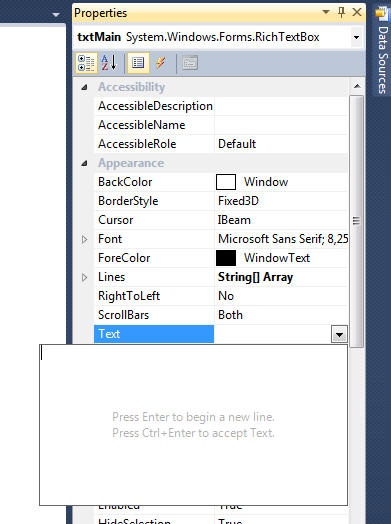 Properties
txtMain System.Windows.Forms.RichTextBox
Data Sources
Accessibility
AccessibleDescription
AccessibleName
AccessibleRole Default
Appearance
BackColor Window
BorderStyle Fixed3D
Cursor IBeam
Font Microsoft Sans Serif; 8,25
ForeColor WindowText
Lines String[] Array
RightToLeft No
ScrollBars Both
Text
Press Enter to begin a new line.
Press Ctrl+Enter to accept Text.
Enabled True
HideSelection True